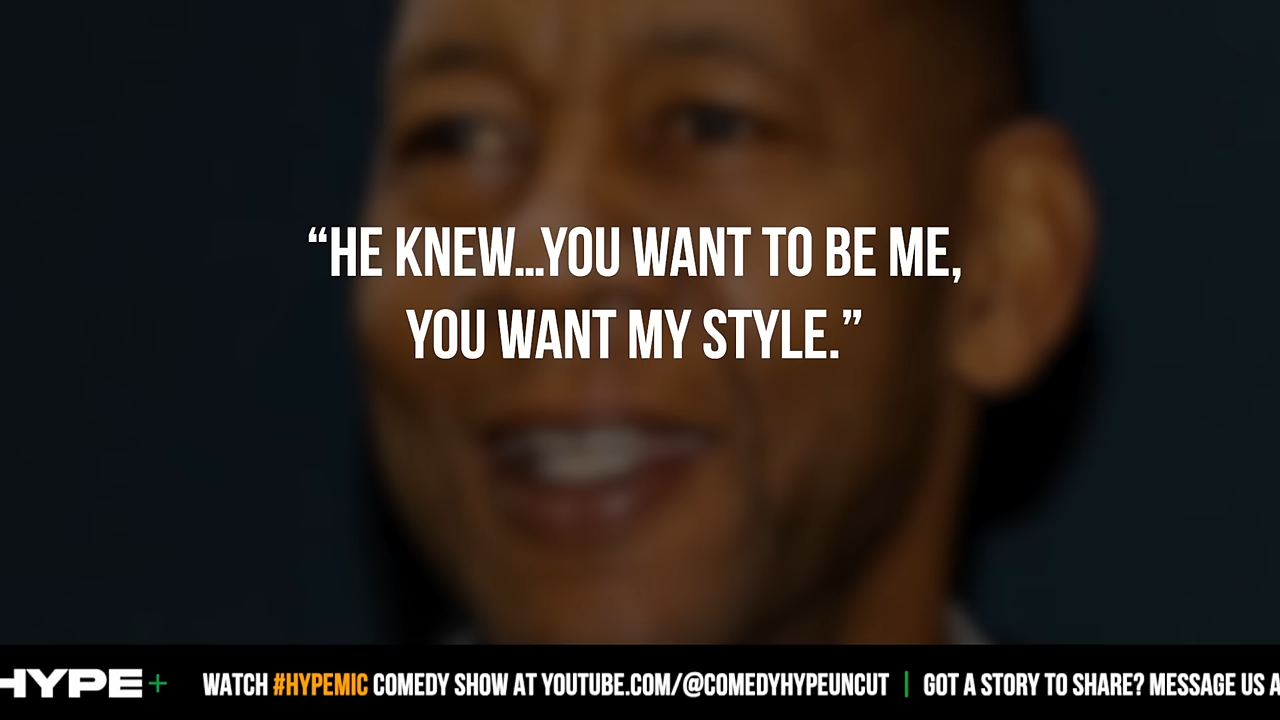 “HE KNEW...YOU WANT TO BE ME,
YOU WANT MY STYLE.”
HYPE+ WATCH #HYPEMIC COMEDY SHOW AT YOUTUBE.COM/@COMEDYHYPEUNCUT | GOT A STORY TO SHARE? MESSAGE US A